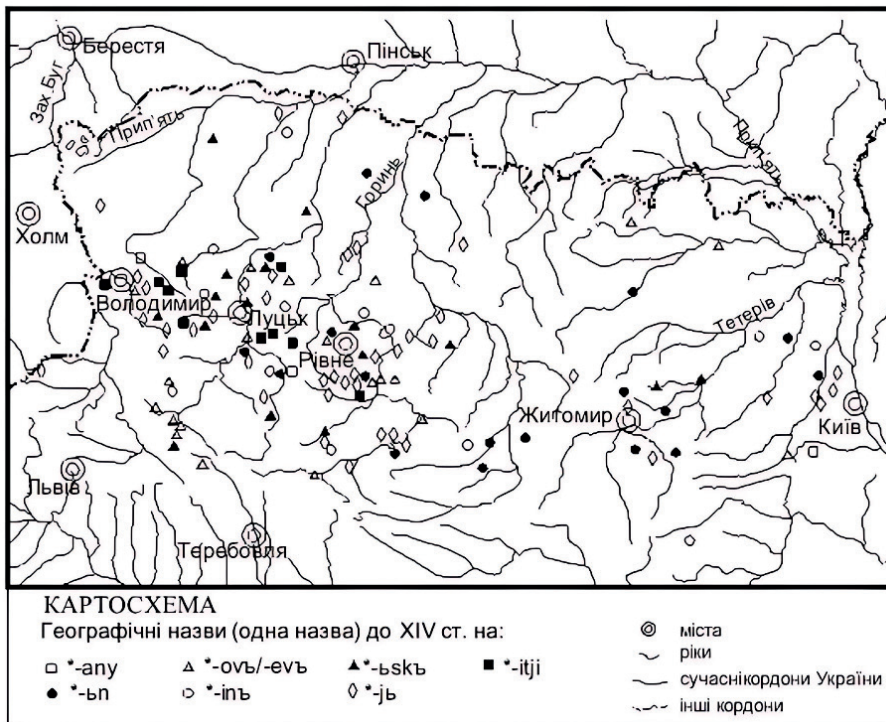 Берестя
Пінськ
Зах. Буг
Прип'ять
Прип'ять
Горинь
Холм
Володимир
Луцьк
Рівне
Тетерів
Житомир
Київ
Львів
Теребовля
КАРТОСХЕМА
Географічні назви (одна назва) до XIV ст. на:
*-any *-ovъ/-evъ *-ьskъ *-itji
*-ьn *-inъ *-jь
міста
ріки
сучаснікордони України
інші кордони